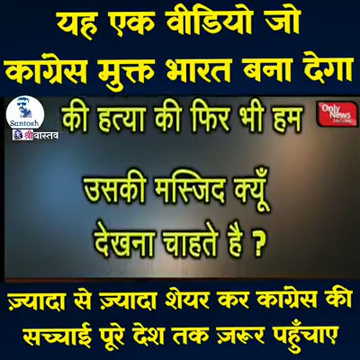 यह एक वीडियो जो
कांग्रेस मुक्त भारत बना देगा
Santosh
श्रीवास्तव
की हत्या की फिर भी हम
Only
News
उसकी मस्जिद क्यूँ
देखना चाहते है ?
ज़्यादा से ज़्यादा शेयर कर कांग्रेस की
सच्चाई पूरे देश तक ज़रूर पहुँचाए